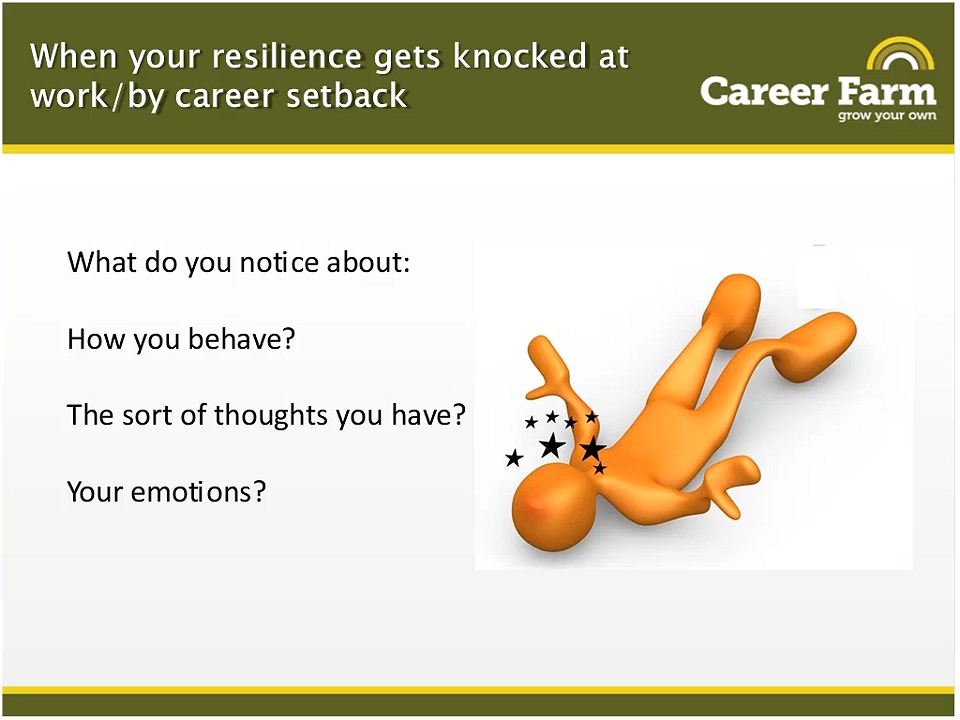 When your resilience gets knocked at
work/by career setback
Career Farm
grow your own
What do you notice about:
How you behave?
The sort of thoughts you have?
Your emotions?